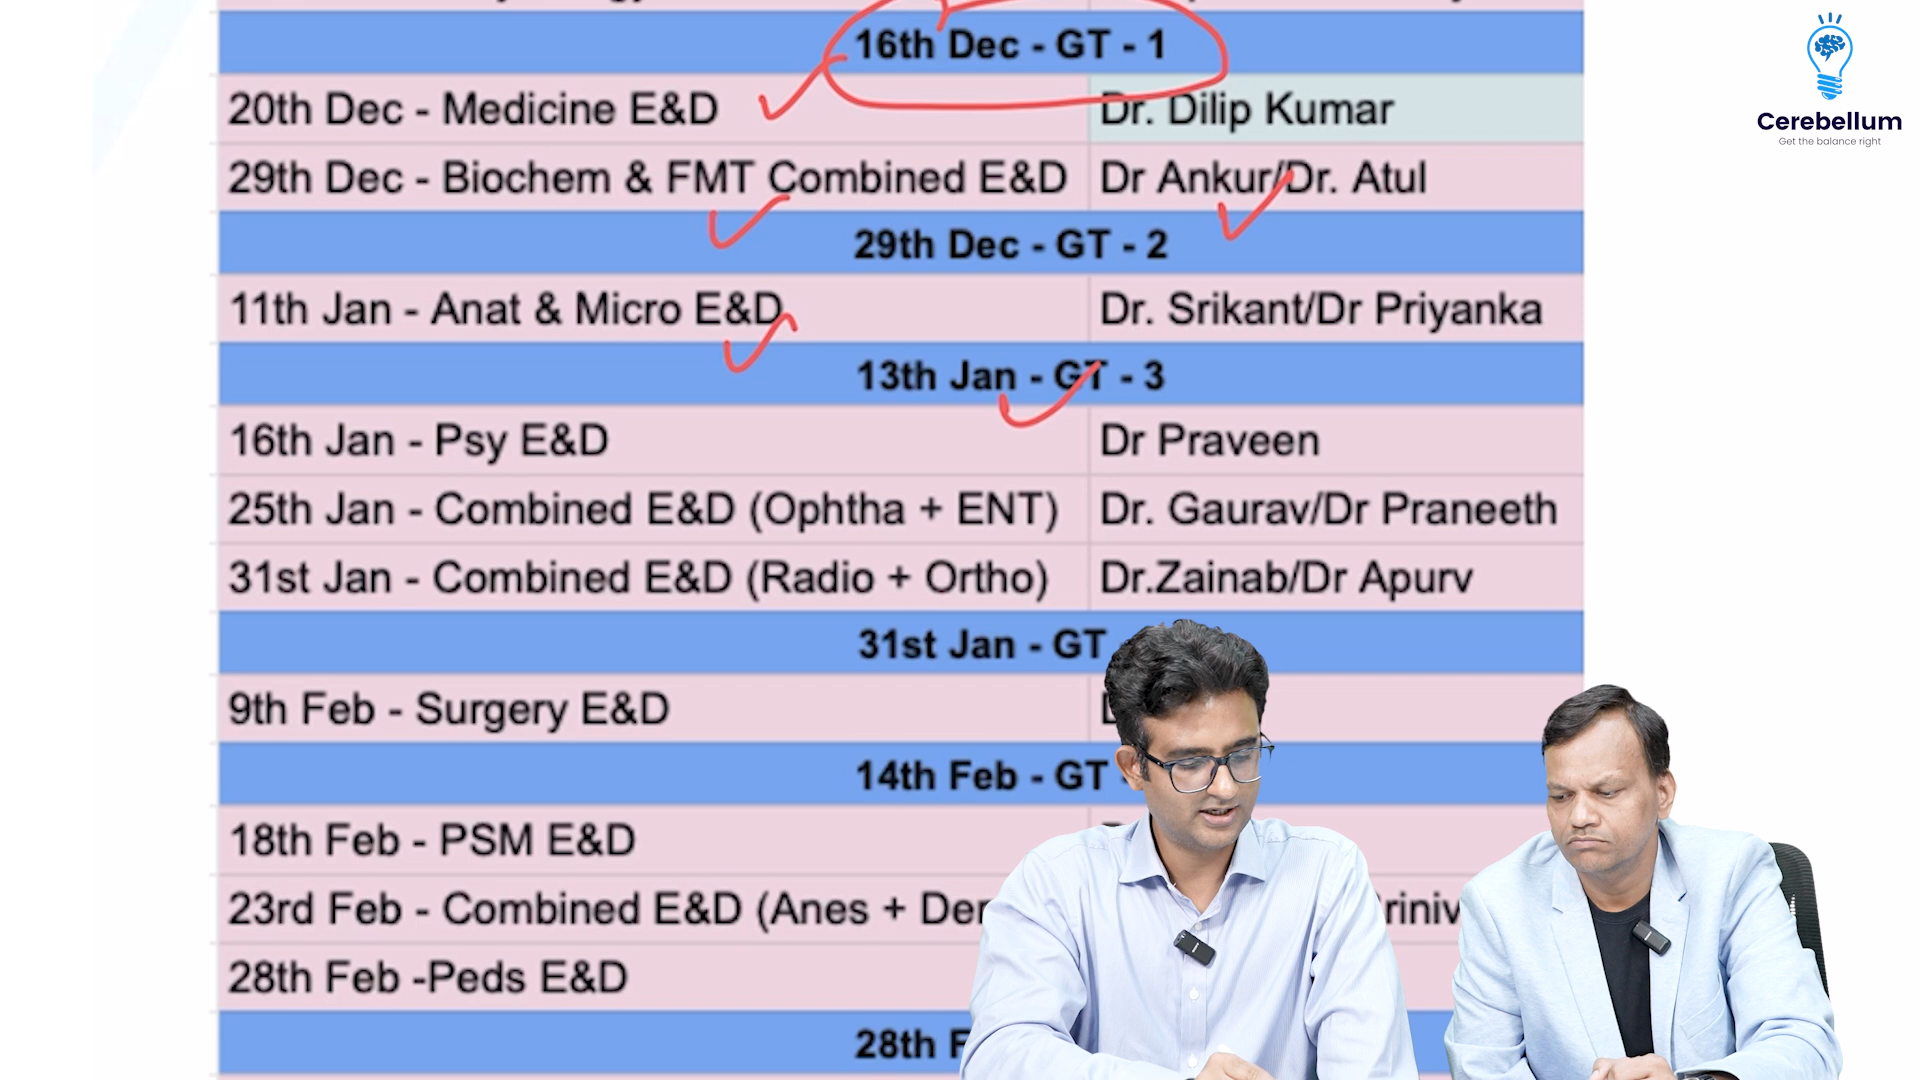 16th Dec - GT - 1
20th Dec - Medicine E&D Dr. Dilip Kumar
29th Dec - Biochem & FMT Combined E&D Dr Ankur/Dr. Atul
29th Dec - GT - 2
11th Jan - Anat & Micro E&D Dr. Srikant/Dr Priyanka
13th Jan - GT - 3
16th Jan - Psy E&D Dr Praveen
25th Jan - Combined E&D (Ophtha + ENT) Dr. Gaurav/Dr Praneeth
31st Jan - Combined E&D (Radio + Ortho) Dr.Zainab/Dr Apurv
31st Jan - GT
9th Feb - Surgery E&D
14th Feb - GT
18th Feb - PSM E&D
23rd Feb - Combined E&D (Anes +
28th Feb -Peds E&D
28th
Cerebellum
Get the balance right